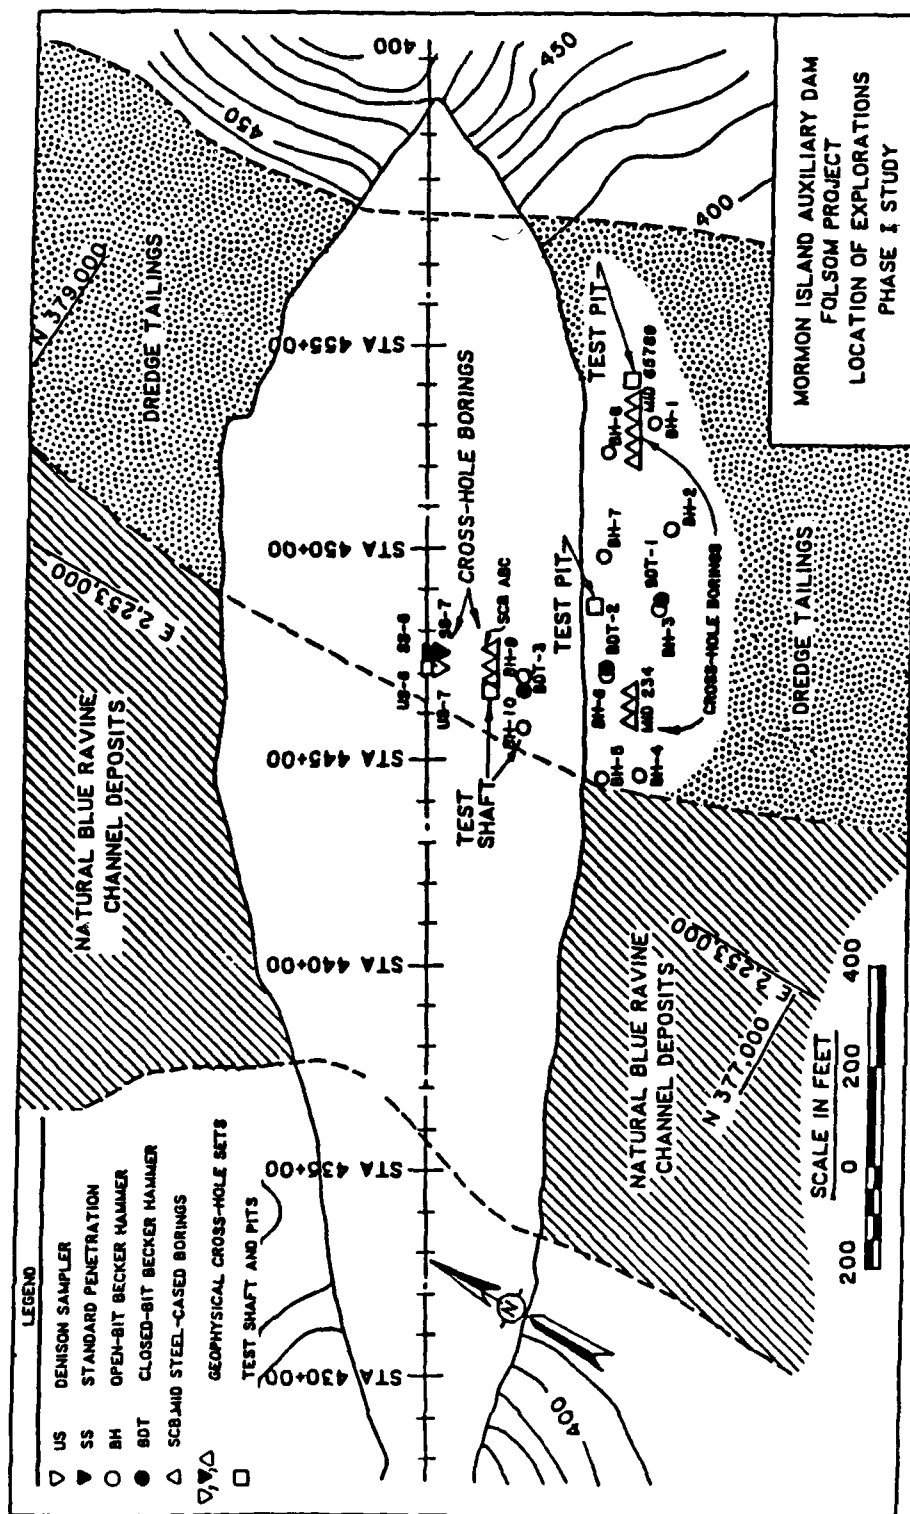 LEGEND
US DENISON SAMPLER
SS STANDARD PENETRATION
BH OPEN-BIT BECKER HAMMER
BDT CLOSED-BIT BECKER HAMMER
SCB,MID STEEL-CASED BORINGS
GEOPHYSICAL CROSS-HOLE SETS
TEST SHAFT AND PITS
NATURAL BLUE RAVINE
CHANNEL DEPOSITS
E 2,253,000
DREDGE TAILINGS
N 379,000
450
400
450
400
STA 430+00
STA 435+00
STA 440+00
STA 445+00
STA 450+00
STA 455+00
US-6
SS-6
US-7
SS-7
CROSS-HOLE BORINGS
TEST
SHAFT
SCB ABC
BH-10
BH-9
BDT-3
TEST PIT
TEST PIT
BH-5
BH-6
BDT-2
BH-7
BH-8
BH-4
MID 234
BH-3
BDT-1
BH-2
BH-1
MID 65789
CROSS-HOLE BORINGS
DREDGE TAILINGS
NATURAL BLUE RAVINE
CHANNEL DEPOSITS
N 377,000
E 2,253,000
400
N
SCALE IN FEET
200 0 200 400
MORMON ISLAND AUXILIARY DAM
FOLSOM PROJECT
LOCATION OF EXPLORATIONS
PHASE I STUDY